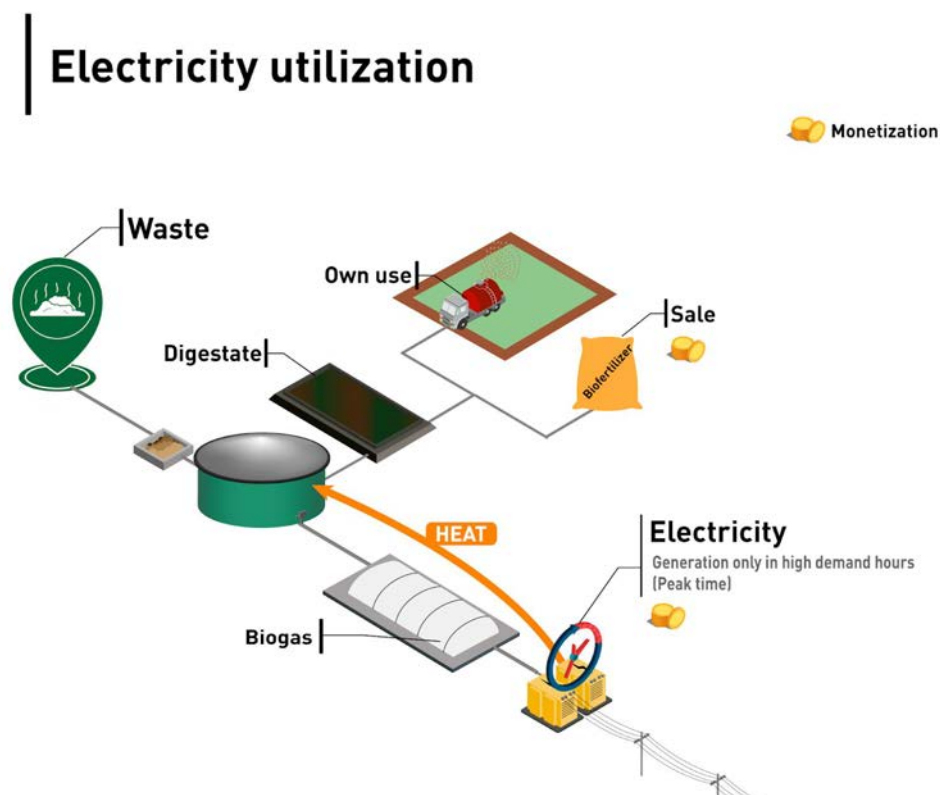 Electricity utilization
Monetization
Waste
Own use
Sale
Digestate
Biofertilizer
HEAT
Electricity
Generation only in high demand hours
(Peak time)
Biogas